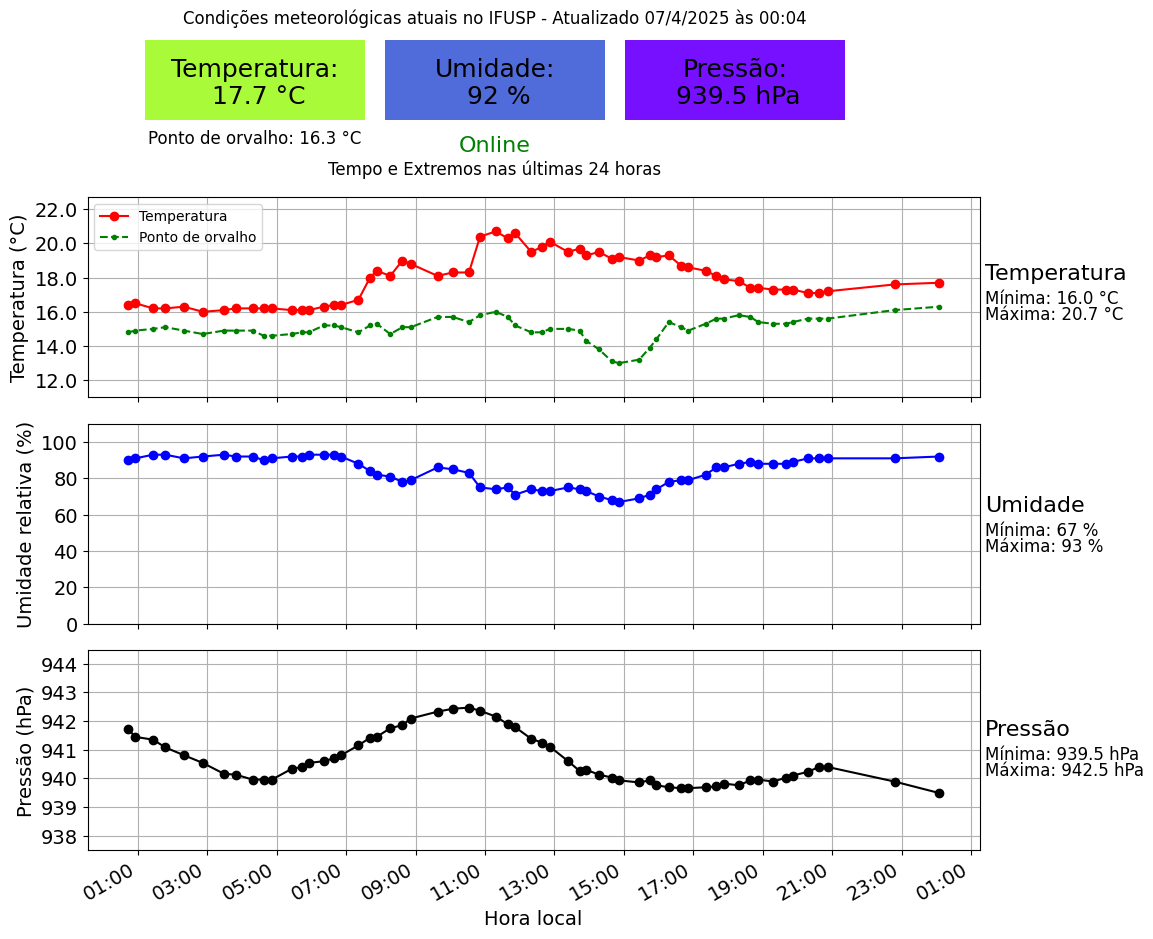 Condições meteorológicas atuais no IFUSP - Atualizado 07/4/2025 às 00:04
Temperatura:
17.7 °C
Umidade:
92 %
Pressão:
939.5 hPa
Ponto de orvalho: 16.3 °C
Online
Tempo e Extremos nas últimas 24 horas
Temperatura (°C)
22.0
20.0
18.0
16.0
14.0
12.0
Temperatura
Ponto de orvalho
Temperatura
Mínima: 16.0 °C
Máxima: 20.7 °C
Umidade relativa (%)
100
80
60
40
20
0
Umidade
Mínima: 67 %
Máxima: 93 %
Pressão (hPa)
944
943
942
941
940
939
938
Pressão
Mínima: 939.5 hPa
Máxima: 942.5 hPa
01:00
03:00
05:00
07:00
09:00
11:00
13:00
15:00
17:00
19:00
21:00
23:00
01:00
Hora local